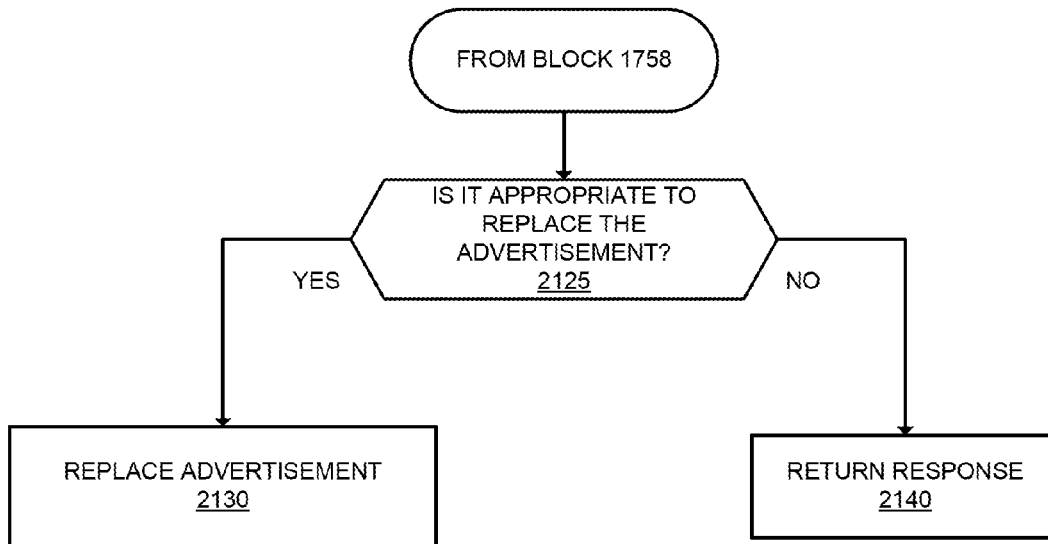 FROM BLOCK 1758
IS IT APPROPRIATE TO
REPLACE THE
ADVERTISEMENT?
2125
YES
NO
REPLACE ADVERTISEMENT
2130
RETURN RESPONSE
2140